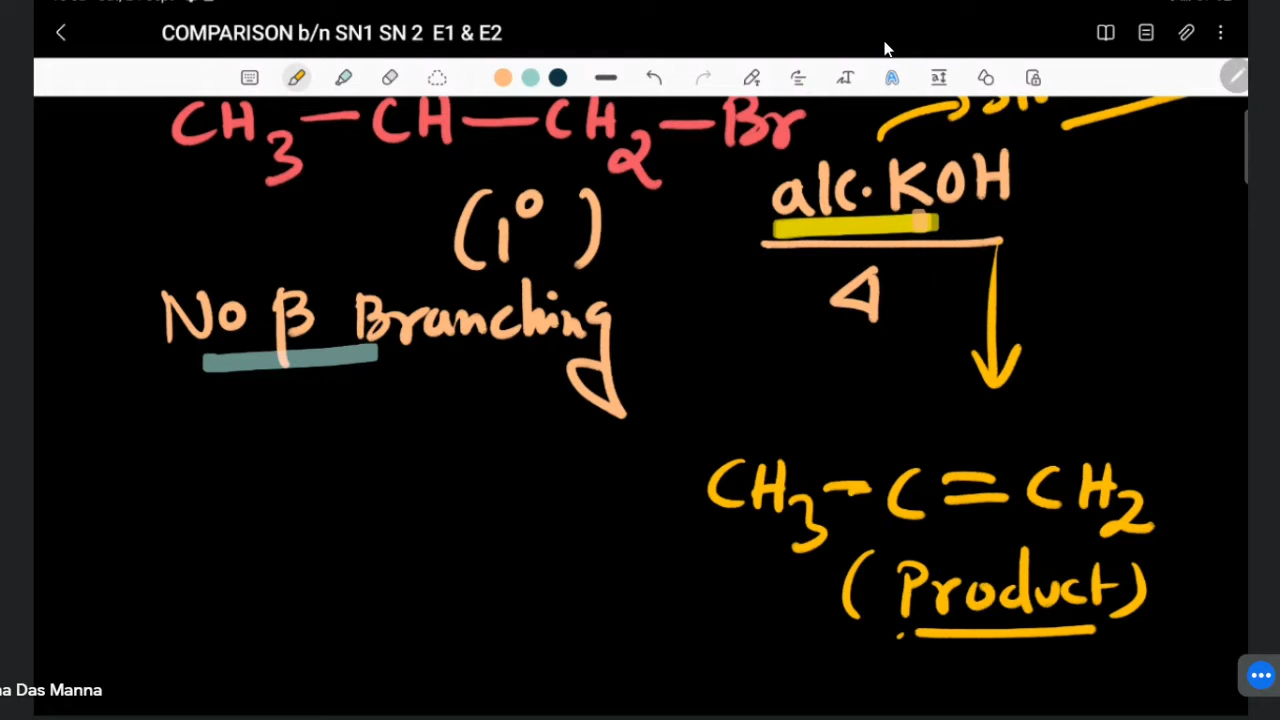 COMPARISON b/n SN1 SN 2 E1 & E2
CH3-CH-CH2-Br
alc. KOH
(1°)
Δ
No β Branching
CH3-C=CH2
(Product)
Das Manna